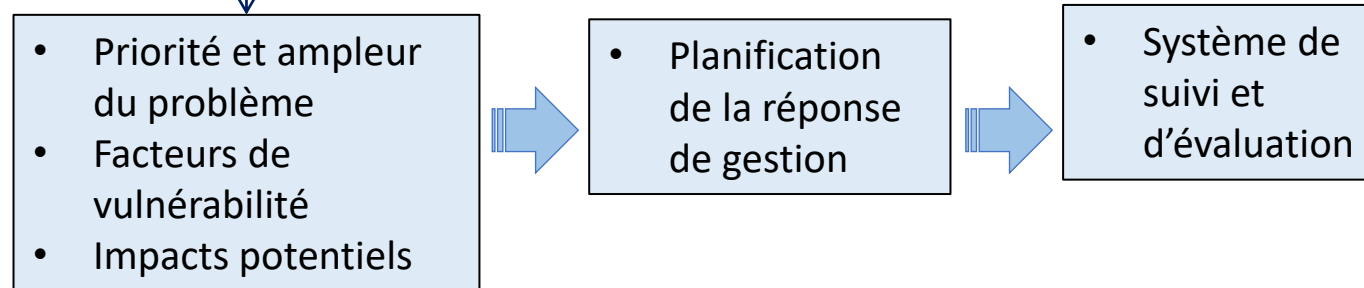 • Priorité et ampleur
du problème
• Facteurs de
vulnérabilité
• Impacts potentiels
• Planification
de la réponse
de gestion
• Système de
suivi et
d’évaluation